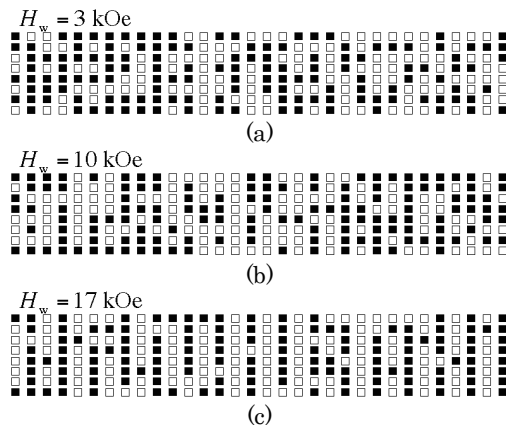 H_w = 3 kOe
(a)
H_w = 10 kOe
(b)
H_w = 17 kOe
(c)